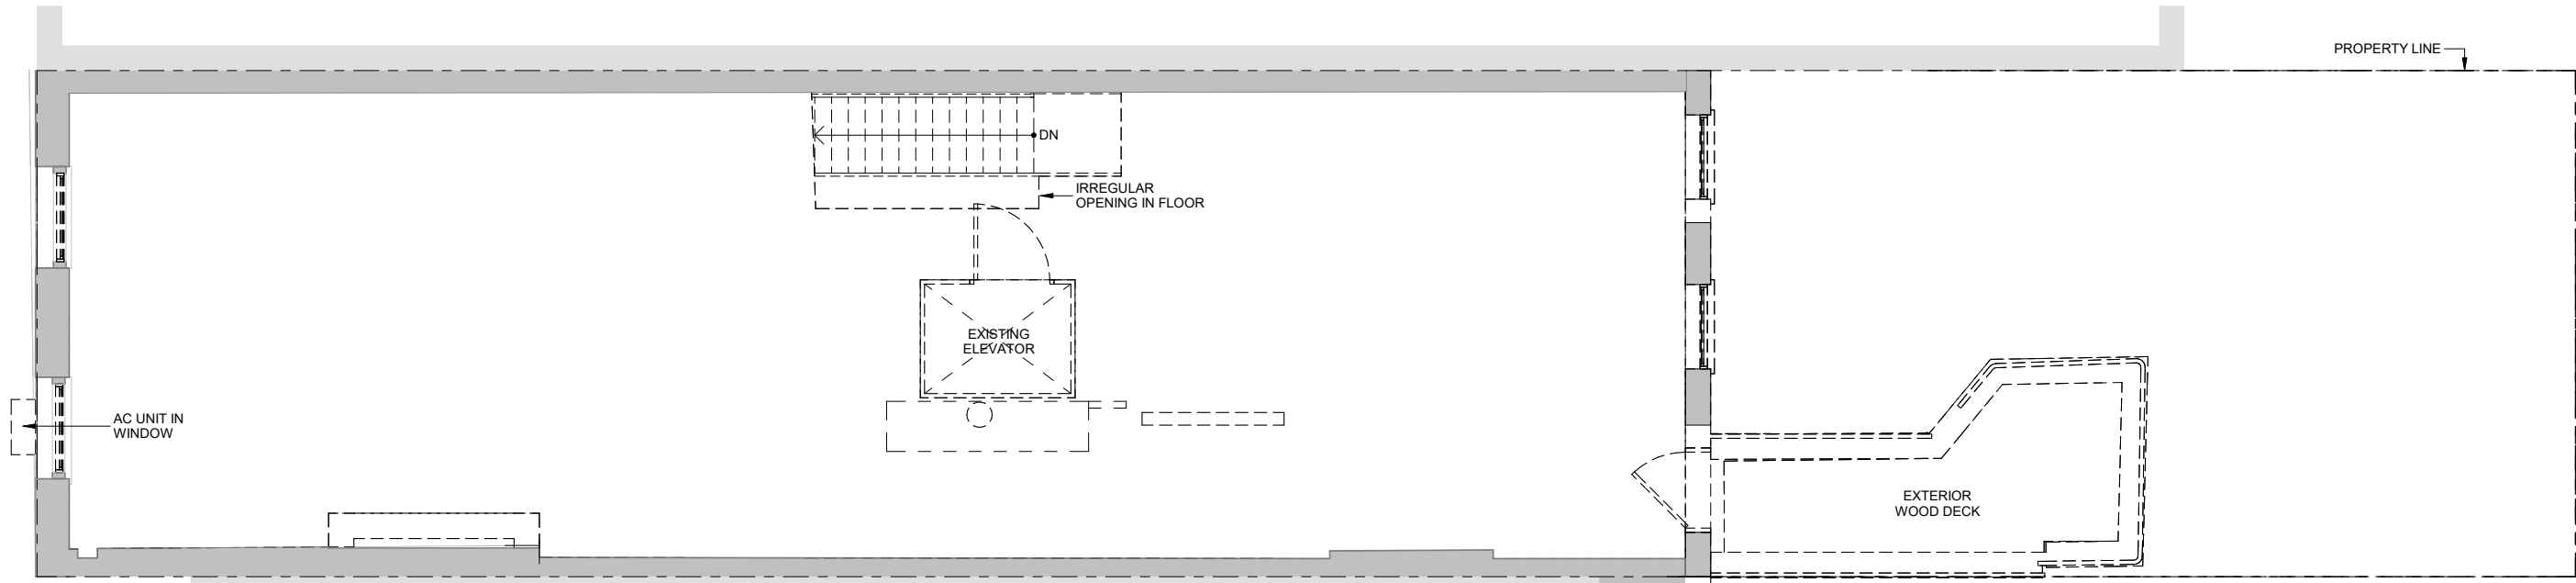 PROPERTY LINE
DN
IRREGULAR
OPENING IN FLOOR
EXISTING
ELEVATOR
AC UNIT IN
WINDOW
EXTERIOR
WOOD DECK